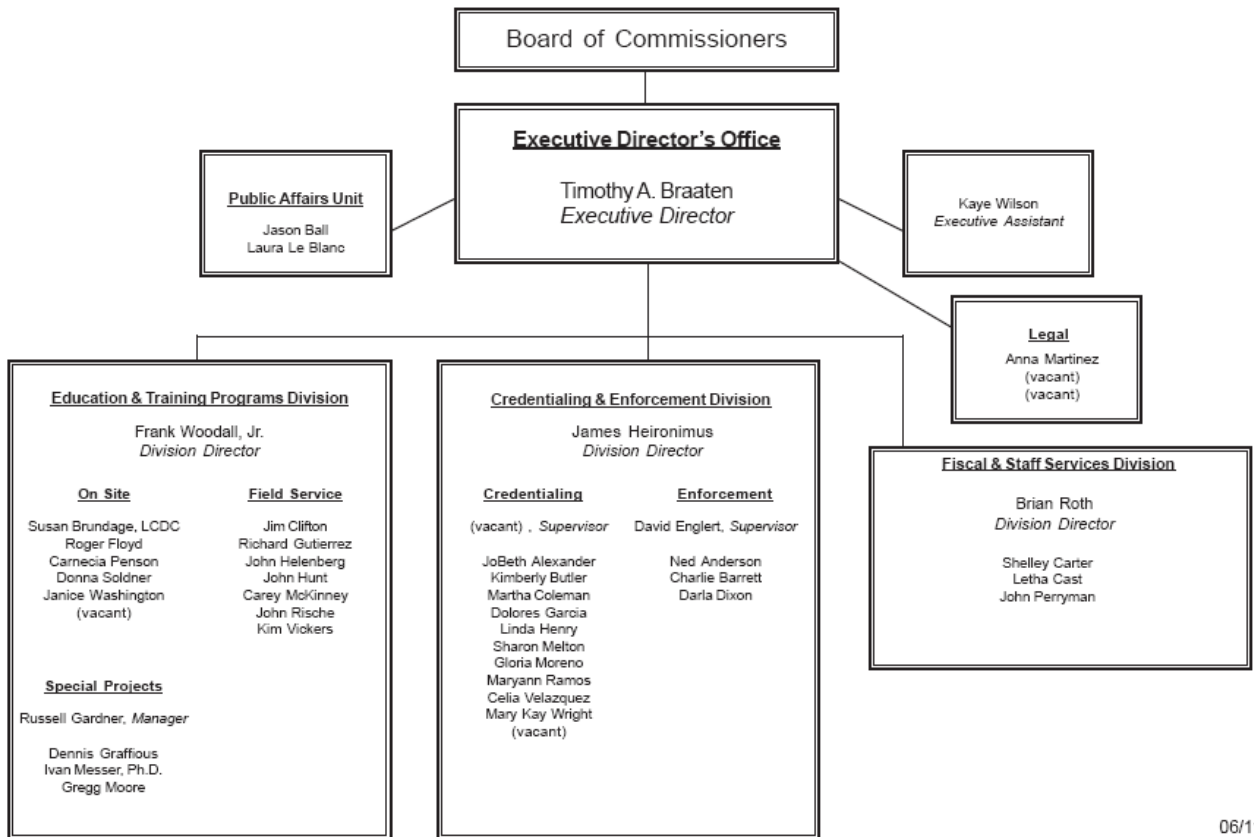 Board of Commissioners
Executive Director's Office
Timothy A. Braaten
Executive Director
Public Affairs Unit
Jason Ball
Laura Le Blanc
Kaye Wilson
Executive Assistant
Legal
Anna Martinez
(vacant)
(vacant)
Education & Training Programs Division
Frank Woodall, Jr.
Division Director
On Site
Susan Brundage, LCDC
Roger Floyd
Carnecia Penson
Donna Soldner
Janice Washington
(vacant)
Field Service
Jim Clifton
Richard Gutierrez
John Helenberg
John Hunt
Carey McKinney
John Rische
Kim Vickers
Special Projects
Russell Gardner, Manager
Dennis Graffious
Ivan Messer, Ph.D.
Gregg Moore
Credentialing & Enforcement Division
James Heironimus
Division Director
Credentialing
(vacant) , Supervisor
JoBeth Alexander
Kimberly Butler
Martha Coleman
Dolores Garcia
Linda Henry
Sharon Melton
Gloria Moreno
Maryann Ramos
Celia Velazquez
Mary Kay Wright
(vacant)
Enforcement
David Englert, Supervisor
Ned Anderson
Charlie Barrett
Darla Dixon
Fiscal & Staff Services Division
Brian Roth
Division Director
Shelley Carter
Letha Cast
John Perryman
06/1